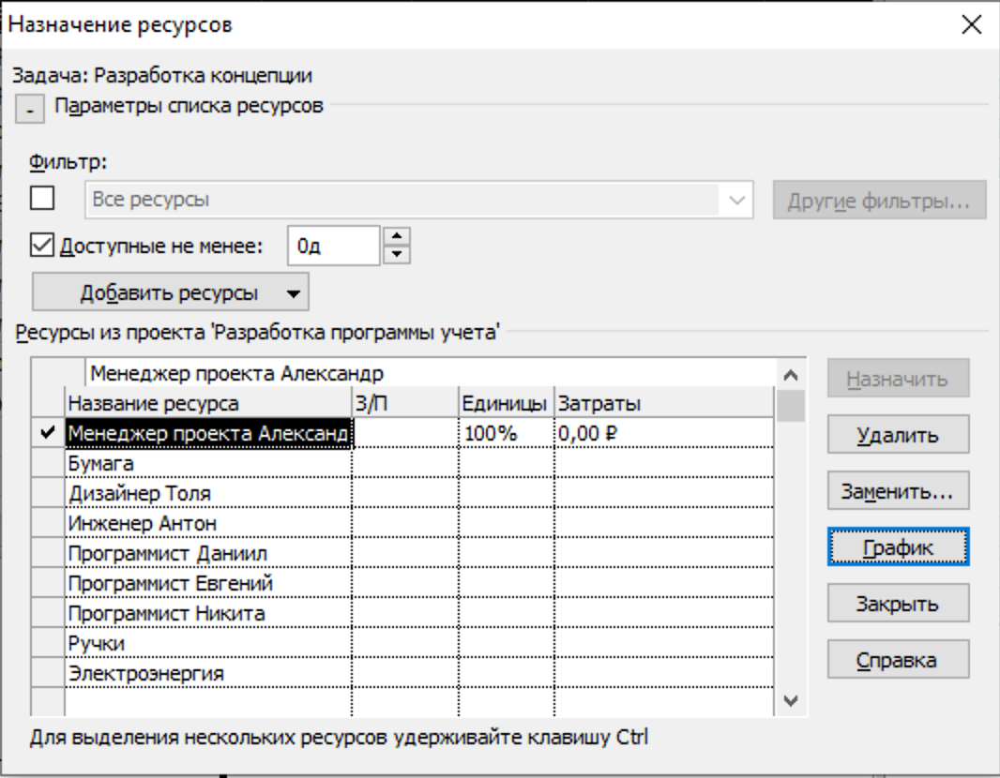 Назначение ресурсов
Задача: Разработка концепции
- Параметры списка ресурсов
Фильтр:
Все ресурсы Другие фильтры...
Доступные не менее: 0д
Добавить ресурсы
Ресурсы из проекта 'Разработка программы учета'
Менеджер проекта Александр Назначить
Название ресурса З/П Единицы Затраты
Менеджер проекта Александ 100% 0,00 ₽ Удалить
Бумага
Дизайнер Толя Заменить...
Инженер Антон
Программист Даниил График
Программист Евгений
Программист Никита Закрыть
Ручки
Электроэнергия Справка
Для выделения нескольких ресурсов удерживайте клавишу Ctrl